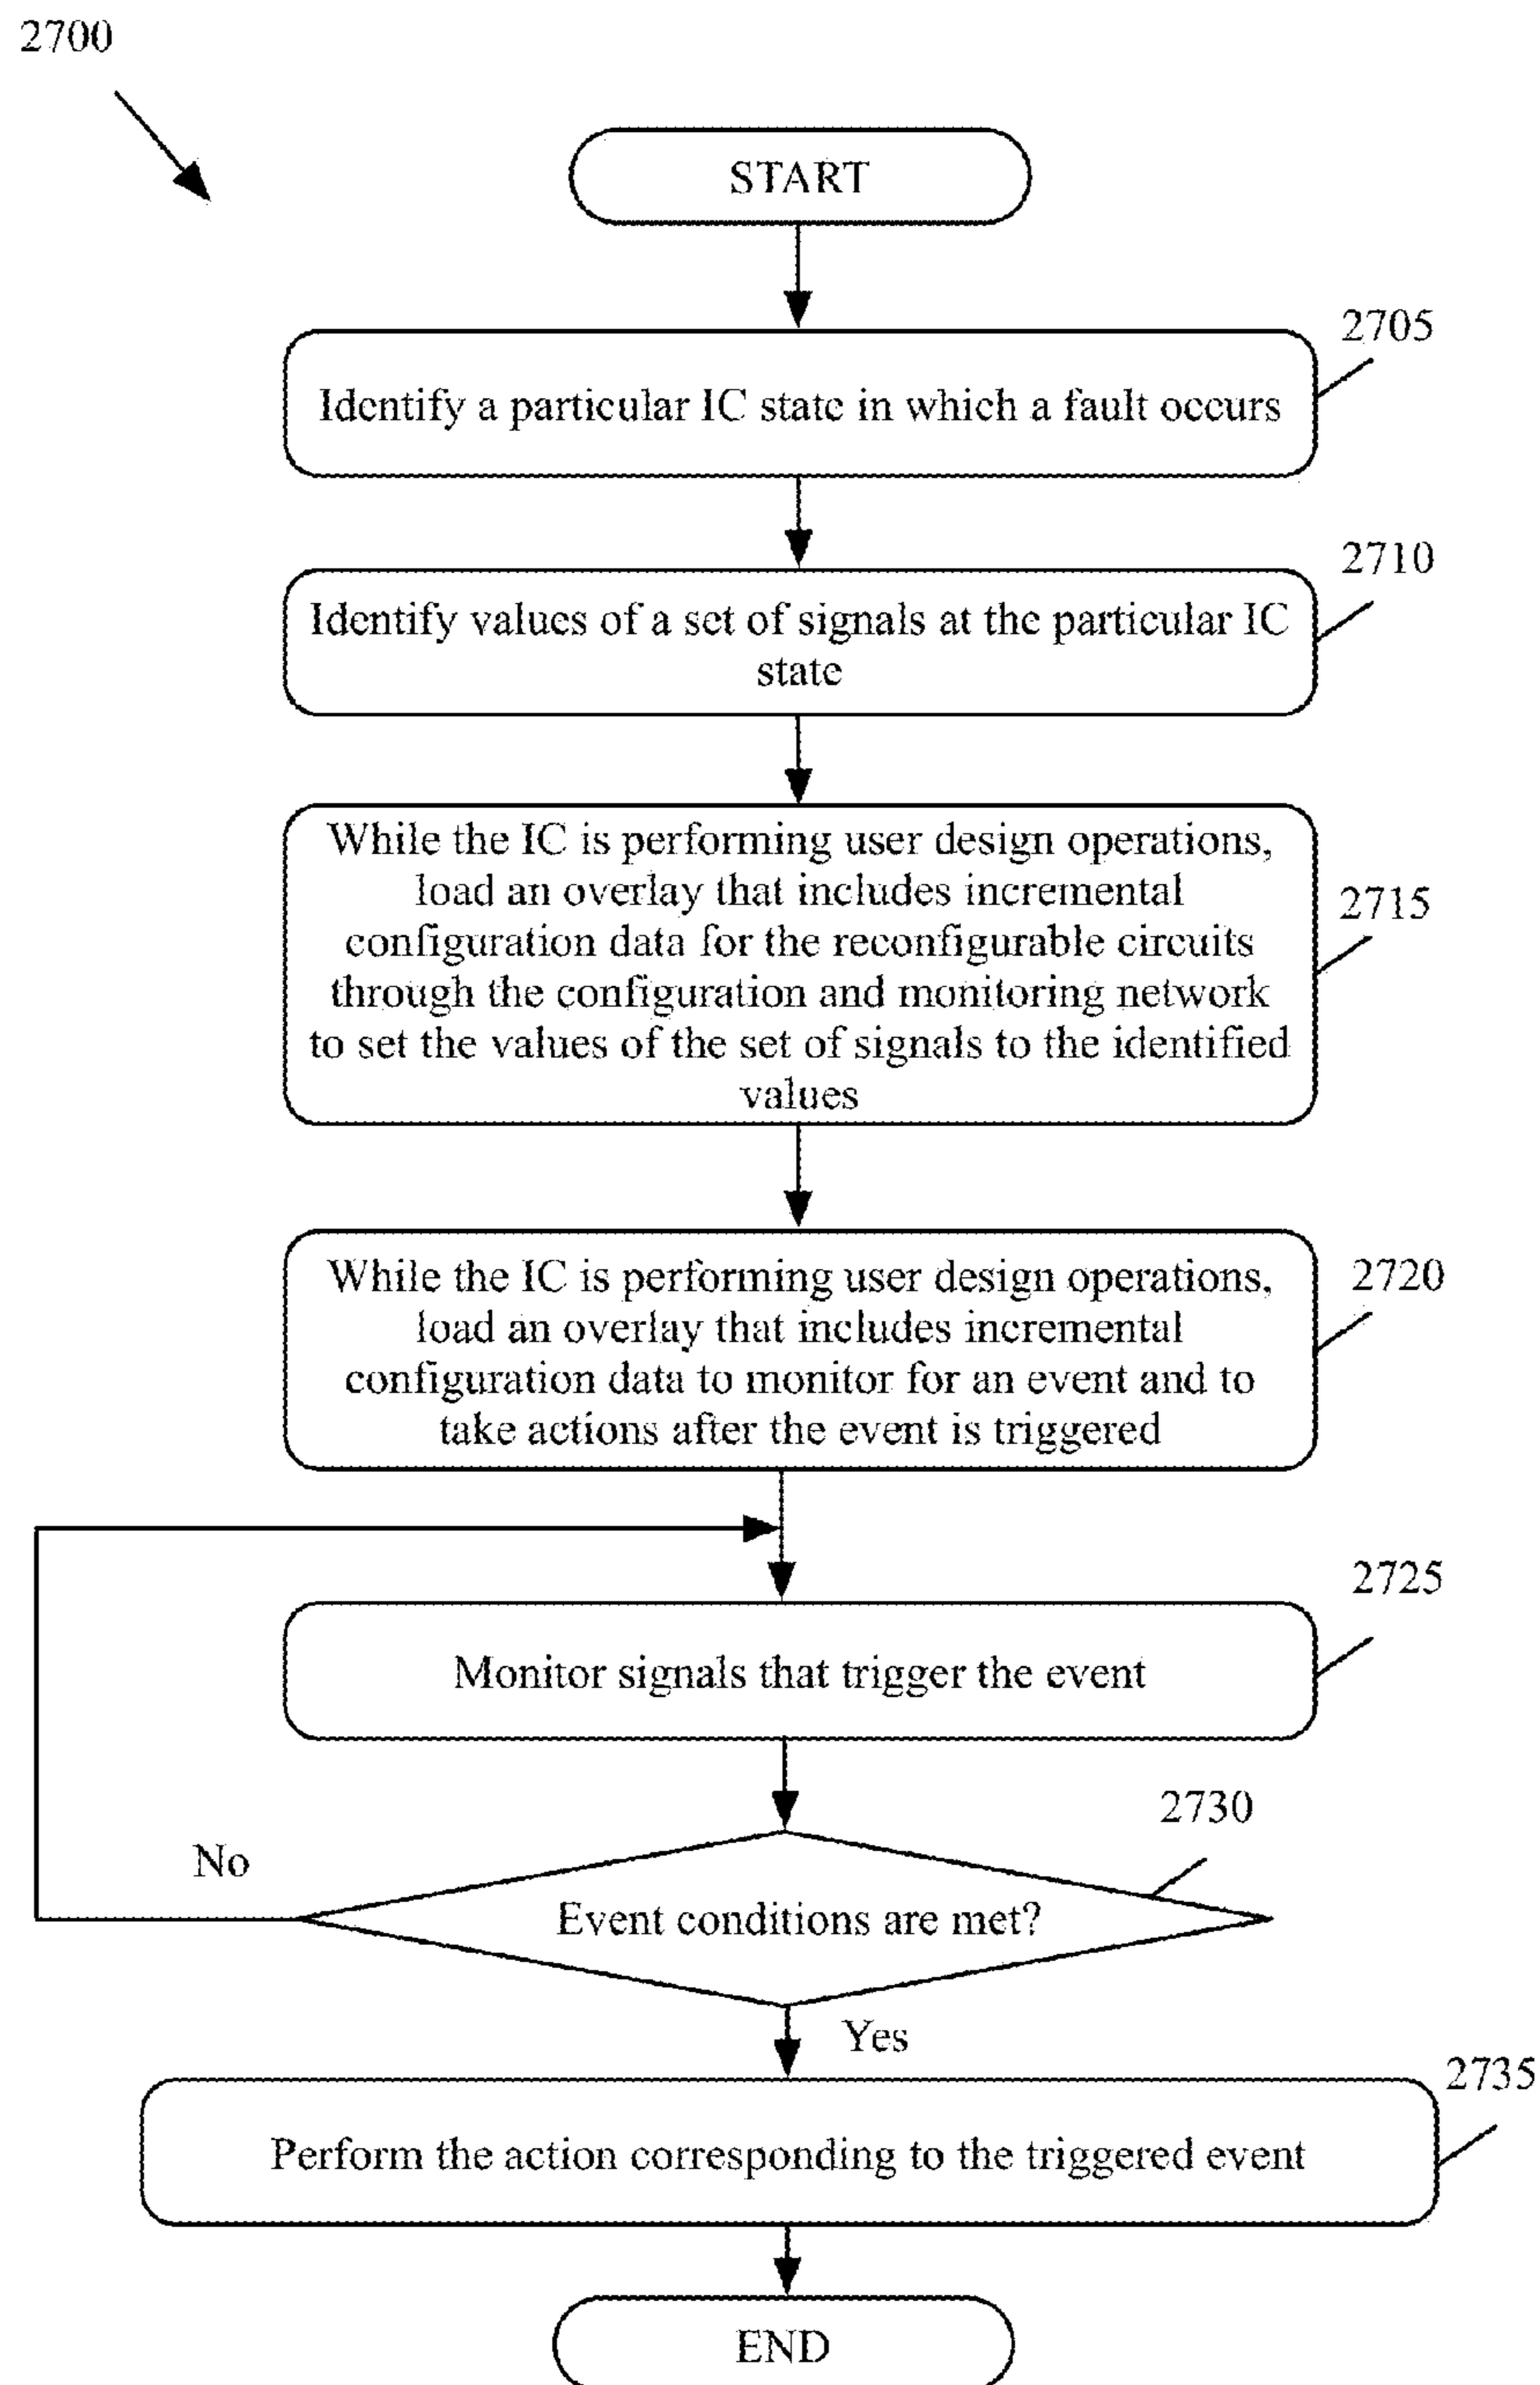 2700
START
2705
Identify a particular IC state in which a fault occurs
2710
Identify values of a set of signals at the particular IC
state
While the IC is performing user design operations,
load an overlay that includes incremental
configuration data for the reconfigurable circuits
through the configuration and monitoring network
to set the values of the set of signals to the identified
values
2715
While the IC is performing user design operations,
load an overlay that includes incremental
configuration data to monitor for an event and to
take actions after the event is triggered
2720
2725
Monitor signals that trigger the event
2730
No
Event conditions are met?
Yes
2735
Perform the action corresponding to the triggered event
END